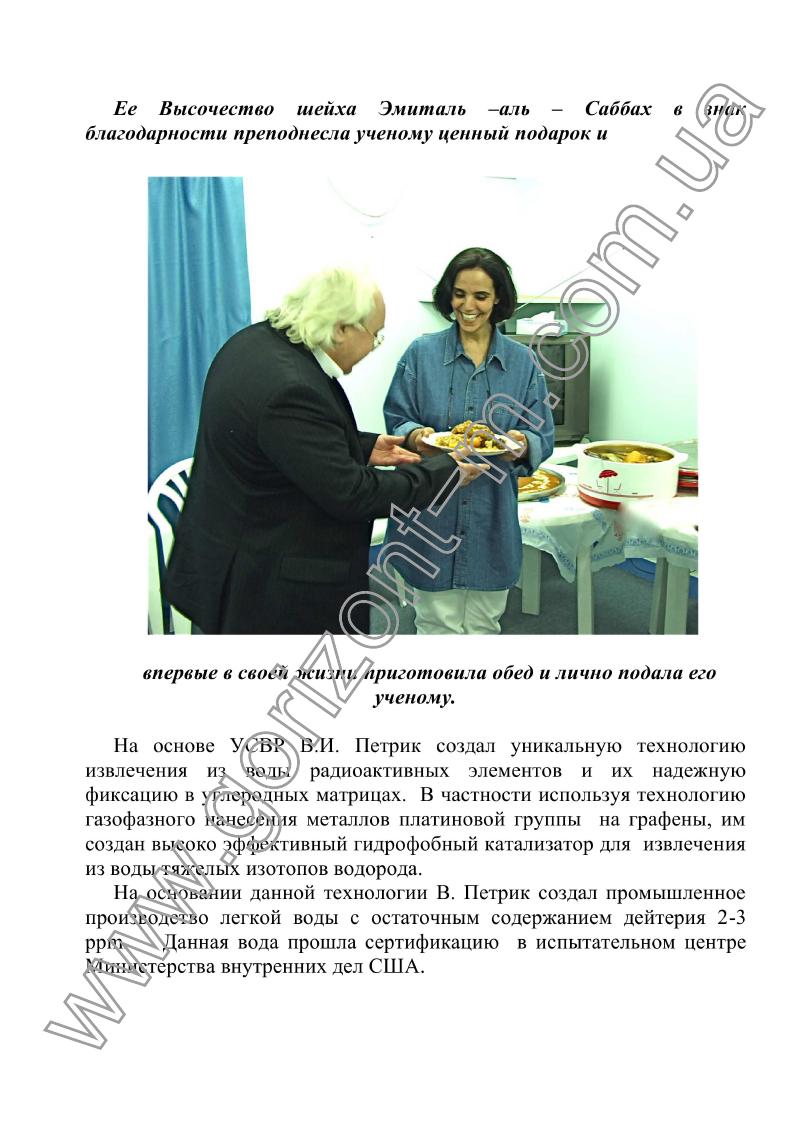 Ее Высочество шейха Эмиталь –аль – Саббах в знак
благодарности преподнесла ученому ценный подарок и
впервые в своей жизни приготовила обед и лично подала его
ученому.
На основе УСВР В.И. Петрик создал уникальную технологию
извлечения из воды радиоактивных элементов и их надежную
фиксацию в углеродных матрицах. В частности используя технологию
газофазного нанесения металлов платиновой группы на графены, им
создан высоко эффективный гидрофобный катализатор для извлечения
из воды тяжелых изотопов водорода.
На основании данной технологии В. Петрик создал промышленное
производство легкой воды с остаточным содержанием дейтерия 2-3
ppm. Данная вода прошла сертификацию в испытательном центре
Министерства внутренних дел США.
www.gorizont-m.com.ua